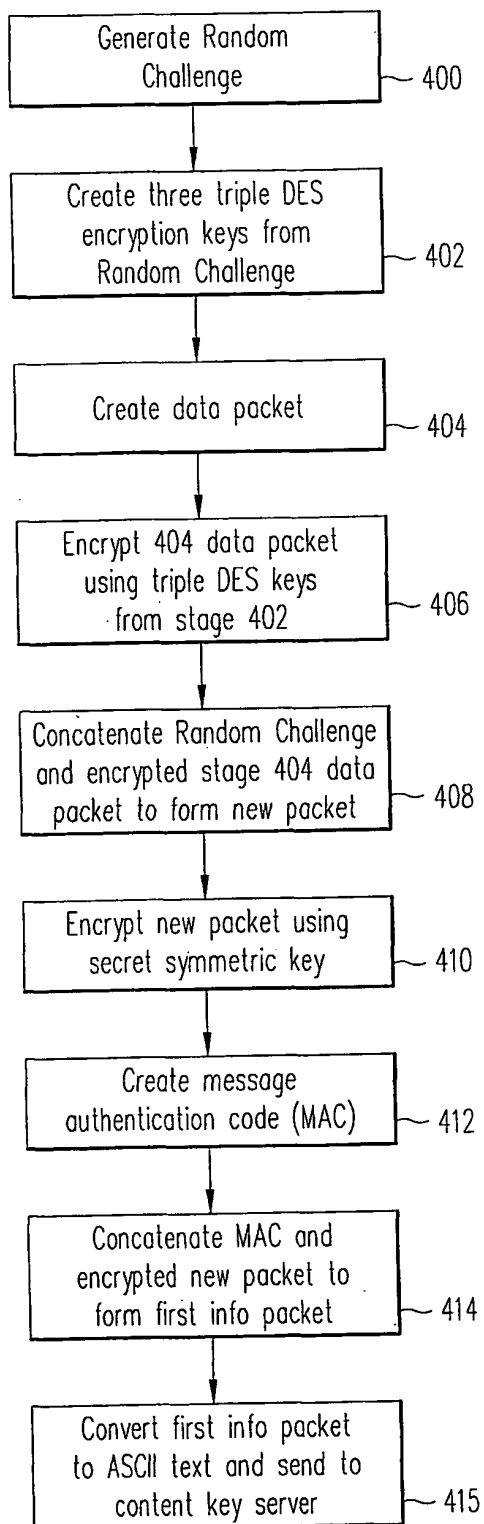 Generate Random
Challenge
400
Create three triple DES
encryption keys from
Random Challenge
402
Create data packet
404
Encrypt 404 data packet
using triple DES keys
from stage 402
406
Concatenate Random Challenge
and encrypted stage 404 data
packet to form new packet
408
Encrypt new packet using
secret symmetric key
410
Create message
authentication code (MAC)
412
Concatenate MAC and
encrypted new packet to
form first info packet
414
Convert first info packet
to ASCII text and send to
content key server
415